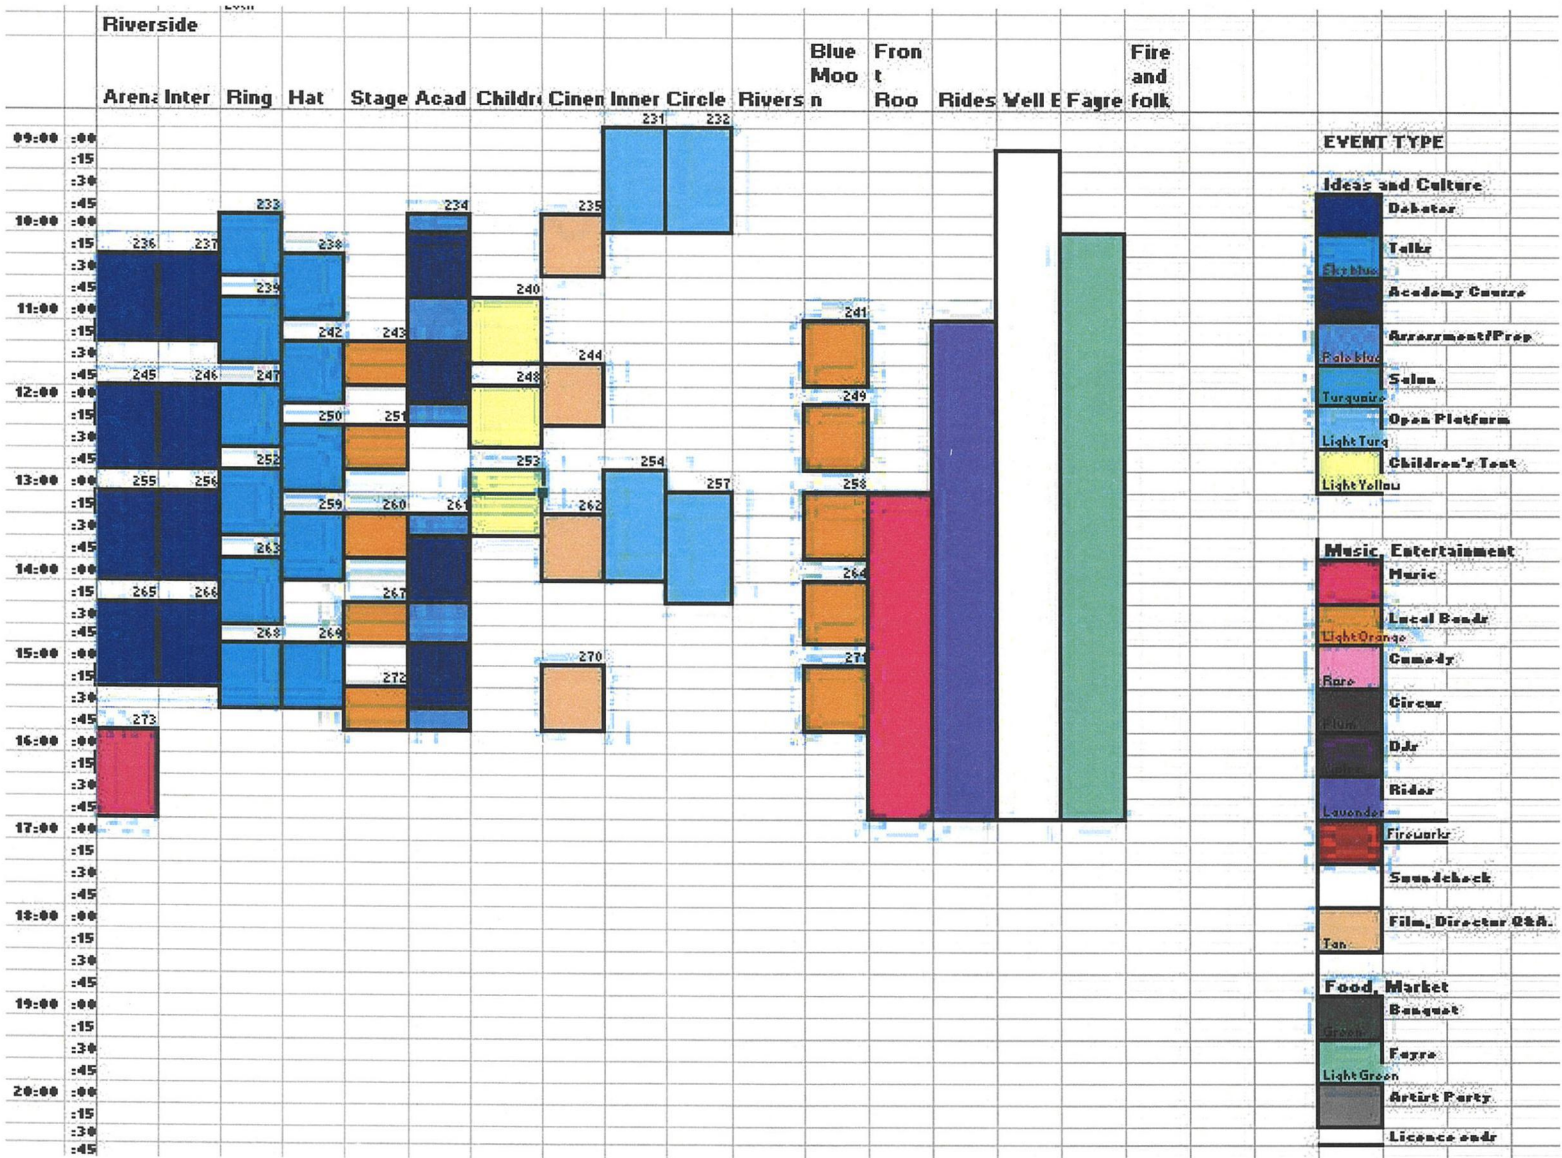 Riverside
Blue Moo n
Fron t Roo
Fire and folk
Arena Inter Ring Hat Stage Acad Childre Cinen Inner Circle Rivers Rides Well E Fayre
231 232
09:00 :00
:15
:30
:45 233 234 235
10:00 :00
:15 236 237 238
:30
:45 239 240
11:00 :00 241
:15 242 243
:30 244
:45 245 246 247 248
12:00 :00 249
:15 250 251
:30
:45 252 253 254
13:00 :00 255 256 257 258
:15 259 260 261 262
:30
:45 263
14:00 :00 264
:15 265 266 267
:30
:45 268 269
15:00 :00 270 271
:15 272
:30
:45 273
16:00 :00
:15
:30
:45
17:00 :00
:15
:30
:45
18:00 :00
:15
:30
:45
19:00 :00
:15
:30
:45
20:00 :00
:15
:30
:45
EVENT TYPE
Ideas and Culture
Debates
Talks
Sky blue
Academy Course
Assessment/Prep
Pale blue
Salon
Turquoise
Open Platform
Light Turq
Children's Tent
Light Yellow
Music, Entertainment
Music
Local Bands
Light Orange
Comedy
Rose
Circus
Plum
DJs
Rides
Lavender
Fireworks
Soundcheck
Film, Director Q&A.
Tan
Food, Market
Banquet
Green
Fayre
Light Green
Artist Party
Licence ends